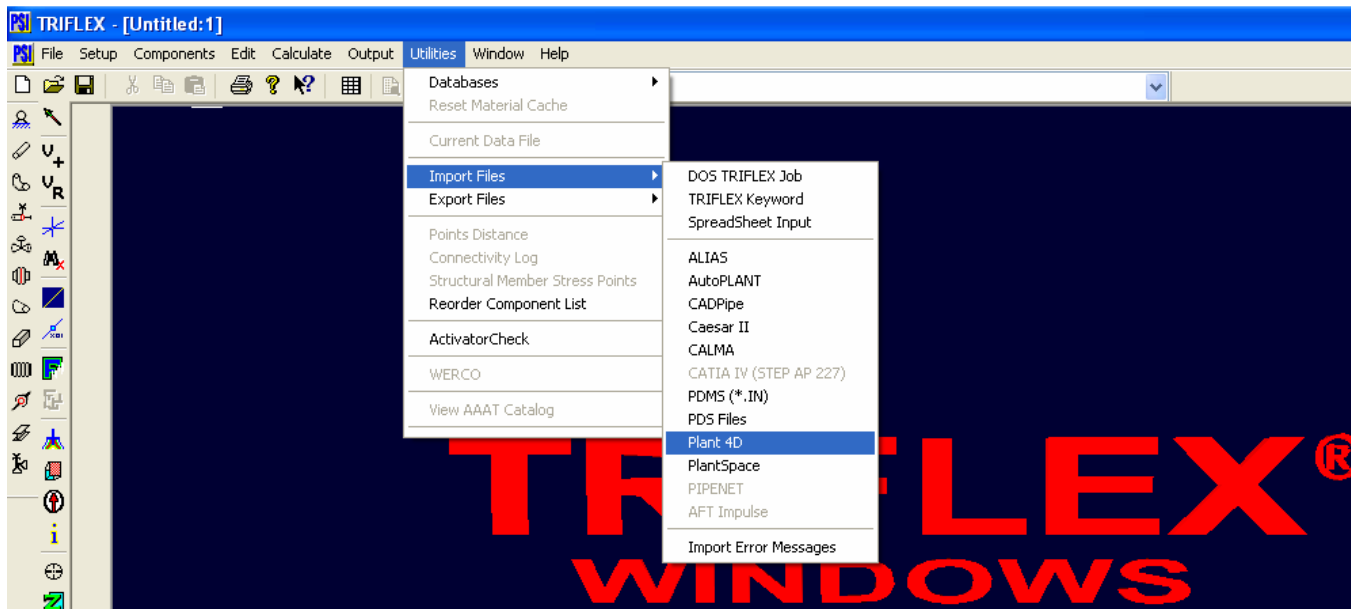 PSI TRIFLEX - [Untitled:1]
PSI File Setup Components Edit Calculate Output Utilities Window Help
Databases
Reset Material Cache
Current Data File
Import Files
Export Files
Points Distance
Connectivity Log
Structural Member Stress Points
Reorder Component List
ActivatorCheck
WERCO
View AAAT Catalog
DOS TRIFLEX Job
TRIFLEX Keyword
SpreadSheet Input
ALIAS
AutoPLANT
CADPipe
Caesar II
CALMA
CATIA IV (STEP AP 227)
PDMS (*.IN)
PDS Files
Plant 4D
PlantSpace
PIPENET
AFT Impulse
Import Error Messages
V+
VR
TRIFLEX®
WINDOWS